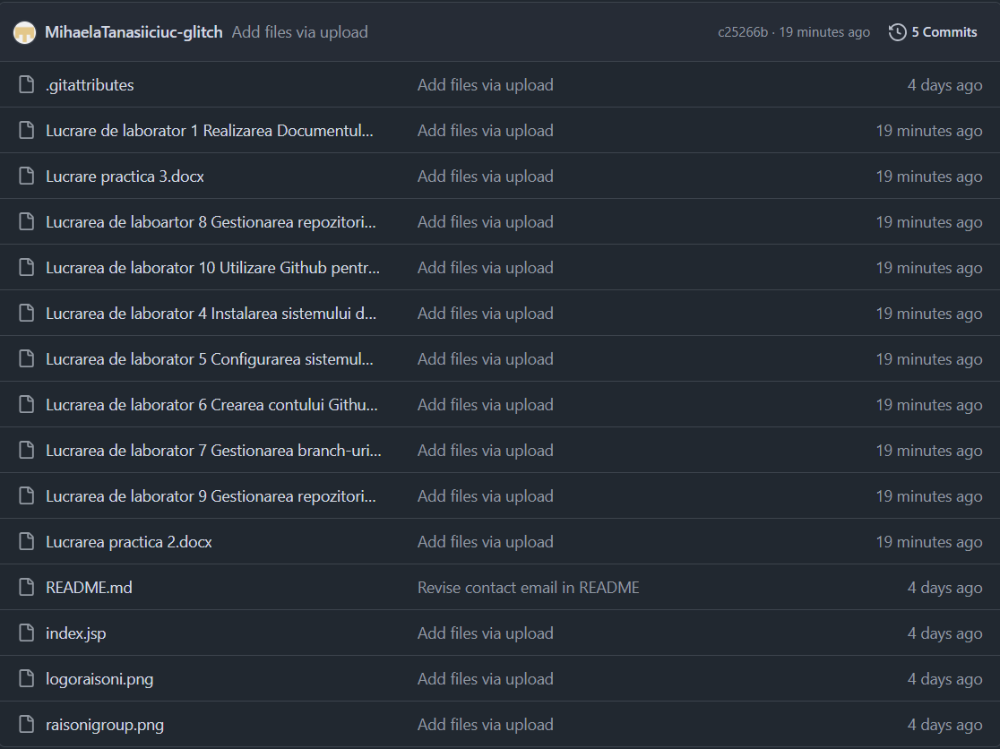 MihaelaTanasiiciuc-glitch Add files via upload c25266b · 19 minutes ago 5 Commits
.gitattributes Add files via upload 4 days ago
Lucrare de laborator 1 Realizarea Documentul... Add files via upload 19 minutes ago
Lucrare practica 3.docx Add files via upload 19 minutes ago
Lucrarea de laboartor 8 Gestionarea repozitori... Add files via upload 19 minutes ago
Lucrarea de laborator 10 Utilizare Github pentr... Add files via upload 19 minutes ago
Lucrarea de laborator 4 Instalarea sistemului d... Add files via upload 19 minutes ago
Lucrarea de laborator 5 Configurarea sistemul... Add files via upload 19 minutes ago
Lucrarea de laborator 6 Crearea contului Githu... Add files via upload 19 minutes ago
Lucrarea de laborator 7 Gestionarea branch-uri... Add files via upload 19 minutes ago
Lucrarea de laborator 9 Gestionarea repozitori... Add files via upload 19 minutes ago
Lucrarea practica 2.docx Add files via upload 19 minutes ago
README.md Revise contact email in README 4 days ago
index.jsp Add files via upload 4 days ago
logoraisoni.png Add files via upload 4 days ago
raisonigroup.png Add files via upload 4 days ago